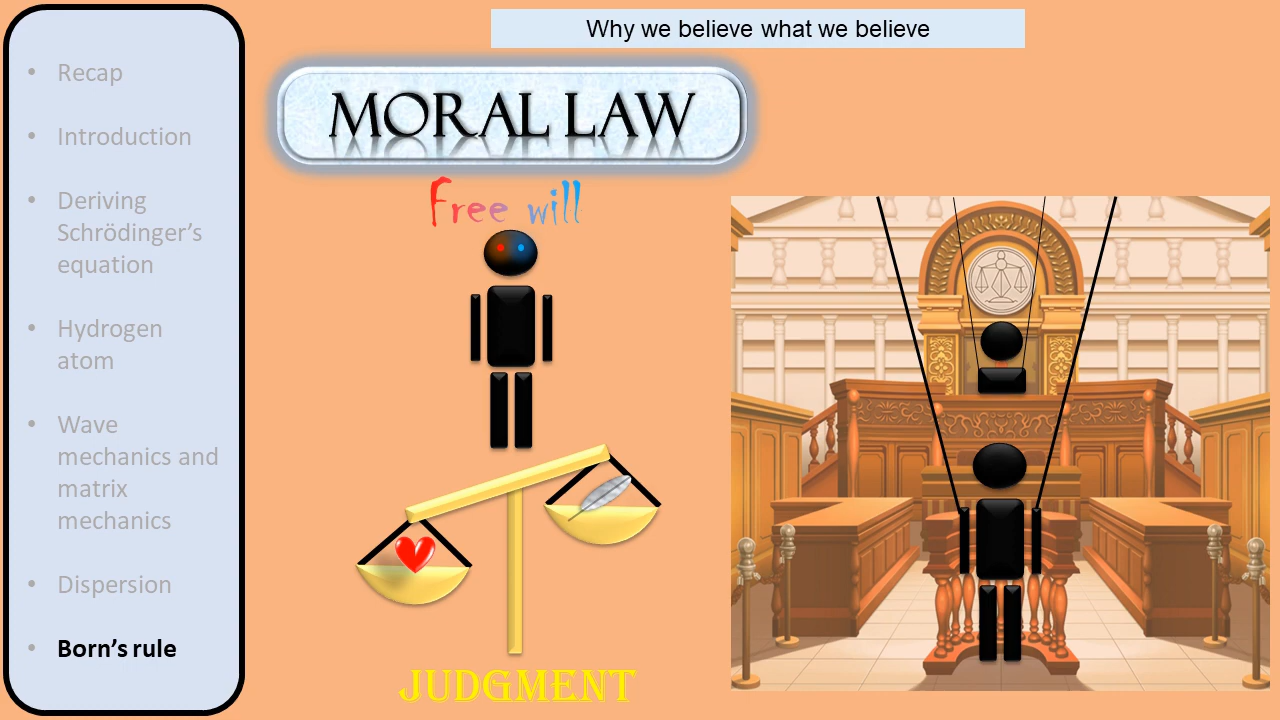 Why we believe what we believe
• Recap
• Introduction
• Deriving
Schrödinger’s
equation
• Hydrogen
atom
• Wave
mechanics and
matrix
mechanics
• Dispersion
• Born’s rule
MORAL LAW
Free will
JUDGMENT